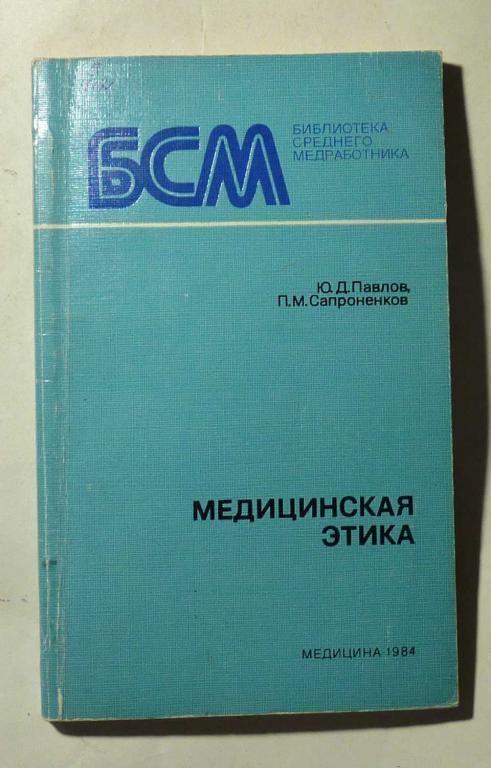 БСМ
БИБЛИОТЕКА
СРЕДНЕГО
МЕДРАБОТНИКА
Ю.Д.Павлов,
П.М.Сапроненков
МЕДИЦИНСКАЯ
ЭТИКА
МЕДИЦИНА·1984